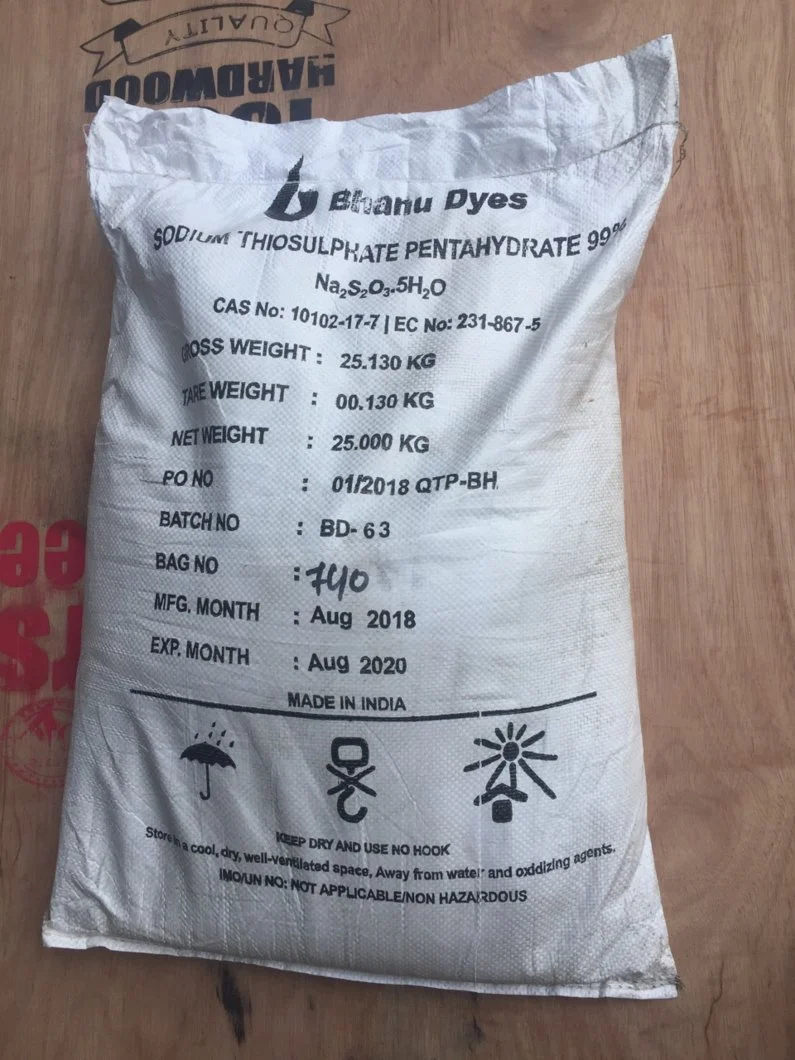 QUALITY
HARDWOOD
Bhanu Dyes
SODIUM THIOSULPHATE PENTAHYDRATE 99%
Na₂S₂O₃.5H₂O
CAS No: 10102-17-7 | EC No: 231-867-5
GROSS WEIGHT : 25.130 KG
TARE WEIGHT : 00.130 KG
NET WEIGHT : 25.000 KG
PO NO : 01/2018 QTP-BH
BATCH NO : BD-63
BAG NO : 740
MFG. MONTH : Aug 2018
EXP. MONTH : Aug 2020
MADE IN INDIA
KEEP DRY AND USE NO HOOK
Store in a cool, dry, well-ventilated space, Away from water and oxidizing agents.
IMO/UN NO: NOT APPLICABLE/NON HAZARDOUS